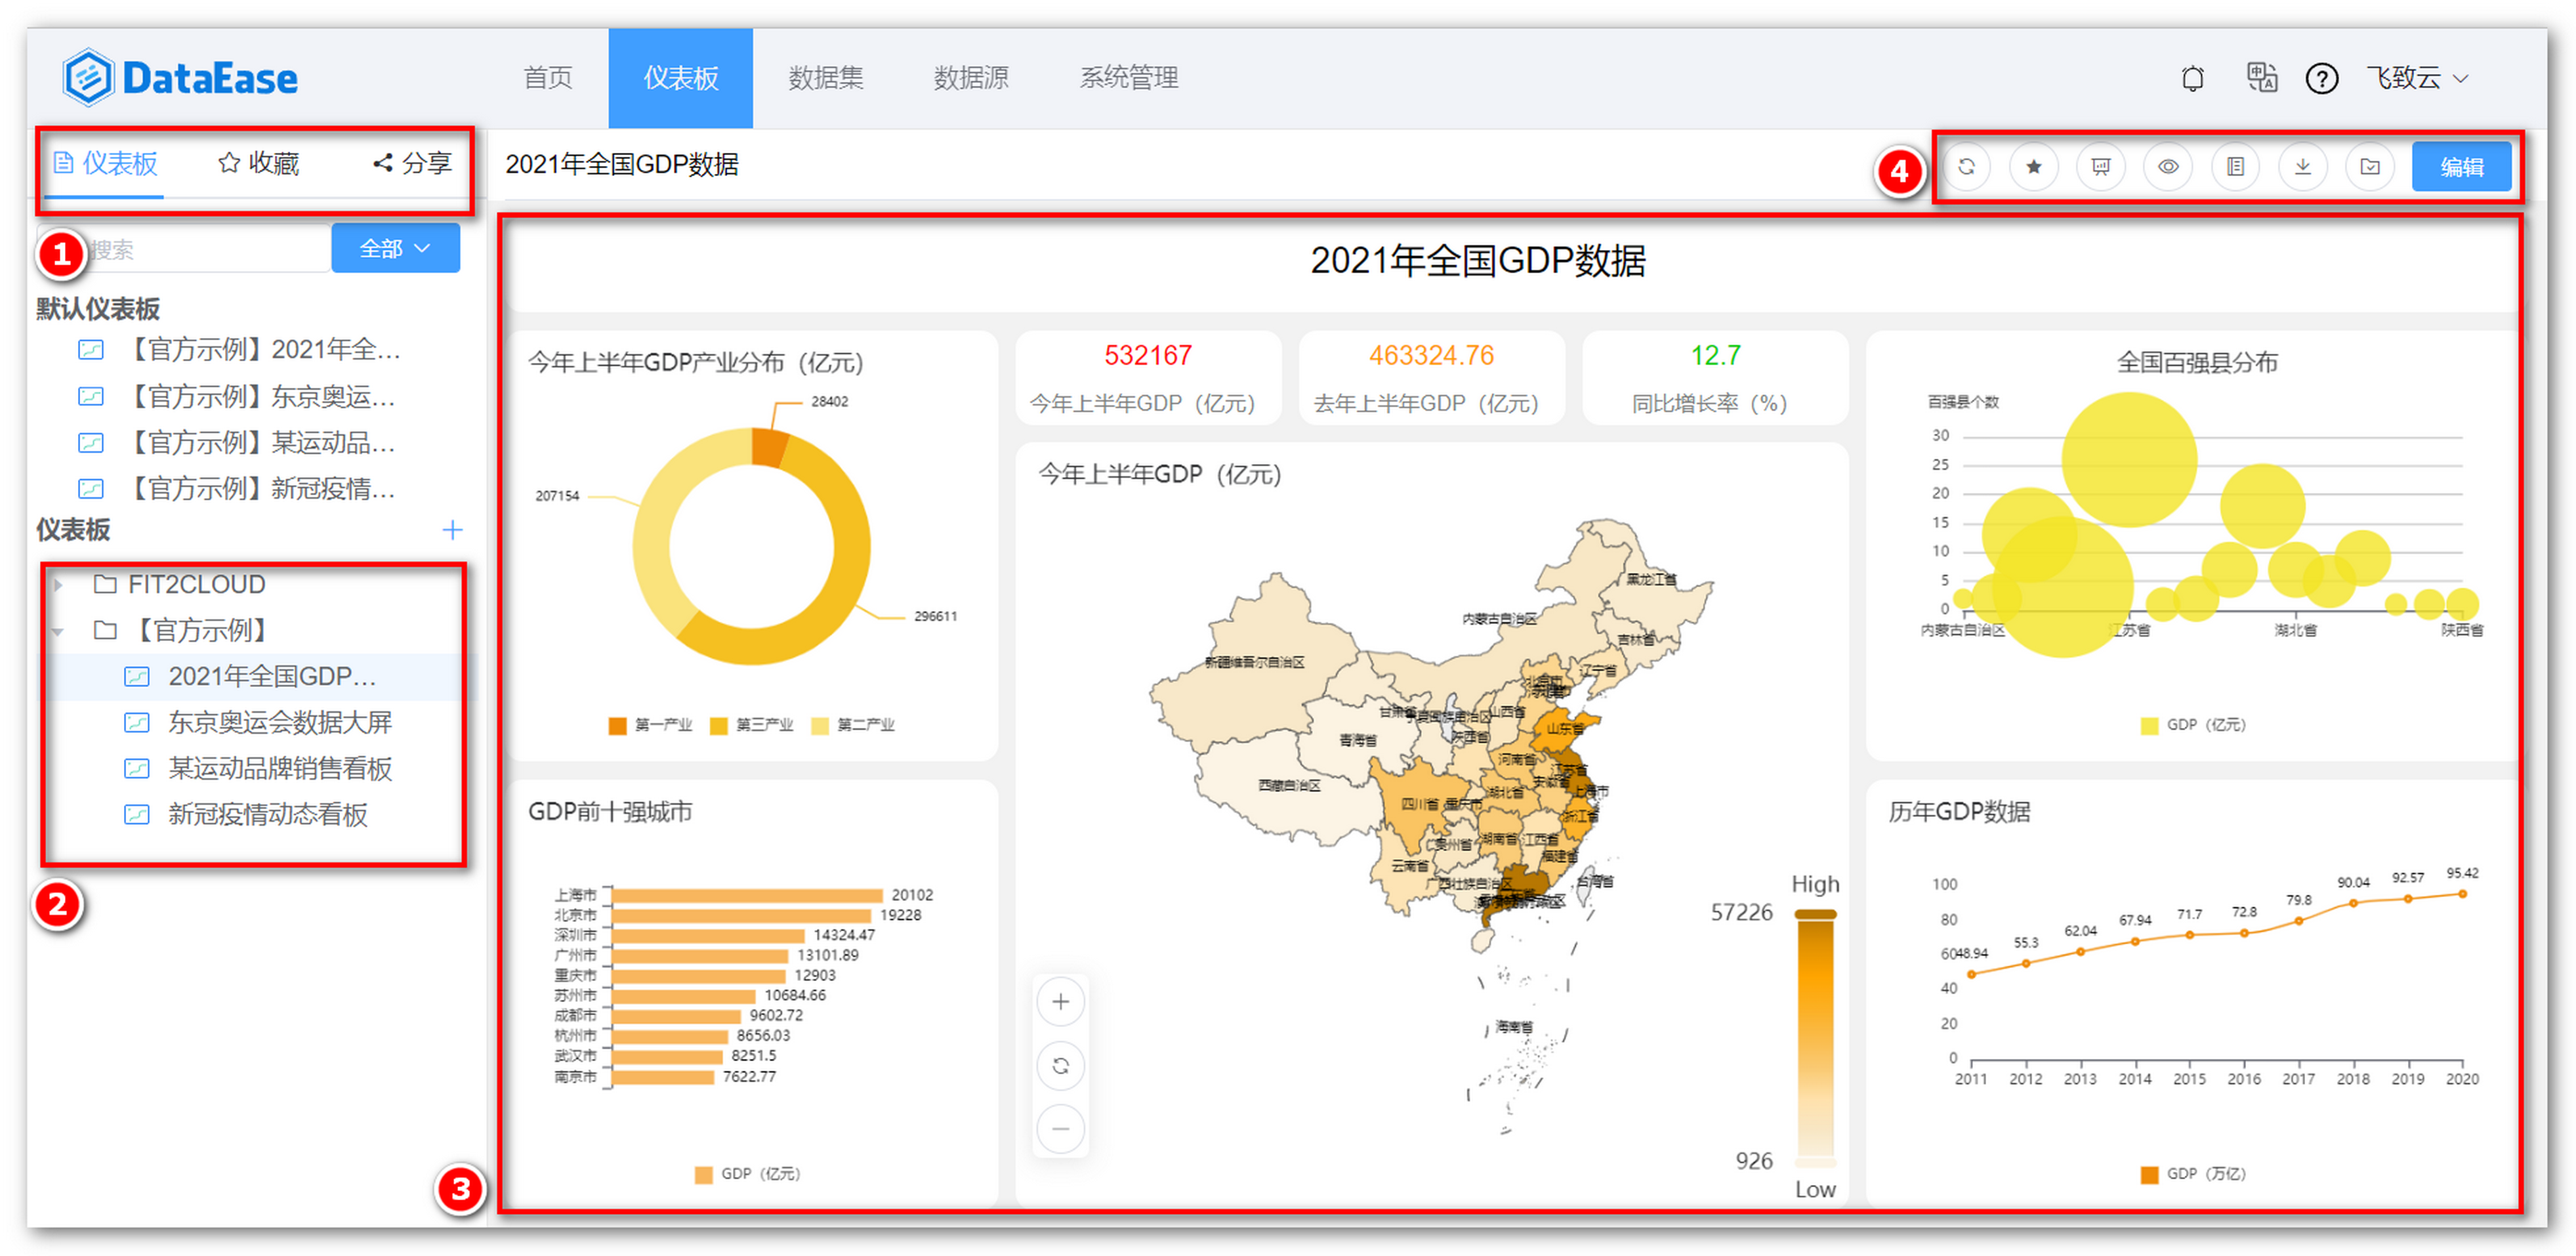 DataEase
首页 仪表板 数据集 数据源 系统管理
飞致云
仪表板 收藏 分享
2021年全国GDP数据
4
编辑
1
搜索
全部
默认仪表板
【官方示例】2021年全...
【官方示例】东京奥运...
【官方示例】某运动品...
【官方示例】新冠疫情...
仪表板
FIT2CLOUD
【官方示例】
2021年全国GDP...
东京奥运会数据大屏
某运动品牌销售看板
新冠疫情动态看板
2
3
2021年全国GDP数据
今年上半年GDP产业分布（亿元）
28402
207154
296611
第一产业 第三产业 第二产业
532167
今年上半年GDP（亿元）
463324.76
去年上半年GDP（亿元）
12.7
同比增长率（%）
全国百强县分布
百强县个数
30
25
20
15
10
5
0
内蒙古自治区 江苏省 湖北省 陕西省
GDP（亿元）
今年上半年GDP（亿元）
黑龙江省
内蒙古自治区
吉林省
新疆维吾尔自治区
辽宁省
北京市
山西省
甘肃省
山东省
陕西省
青海省
河南省
江苏省
西藏自治区
安徽省
上海市
四川省
重庆市
湖北省
浙江省
湖南省
江西省
贵州省
福建省
云南省
广西壮族自治区
台湾省
海南省
High
57226
926
Low
GDP前十强城市
上海市 20102
北京市 19228
深圳市 14324.47
广州市 13101.89
重庆市 12903
苏州市 10684.66
成都市 9602.72
杭州市 8656.03
武汉市 8251.5
南京市 7622.77
GDP（亿元）
历年GDP数据
100
80
60
40
20
0
48.94 55.3 62.04 67.94 71.7 72.8 79.8 90.04 92.57 95.42
2011 2012 2013 2014 2015 2016 2017 2018 2019 2020
GDP（万亿）